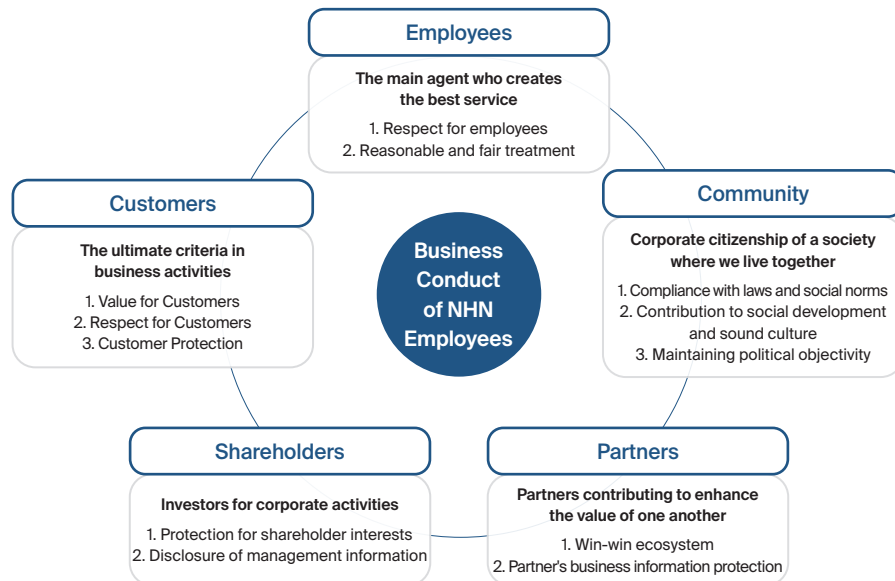 Employees
The main agent who creates
the best service
1. Respect for employees
2. Reasonable and fair treatment
Customers
The ultimate criteria in
business activities
1. Value for Customers
2. Respect for Customers
3. Customer Protection
Business
Conduct
of NHN
Employees
Community
Corporate citizenship of a society
where we live together
1. Compliance with laws and social norms
2. Contribution to social development
and sound culture
3. Maintaining political objectivity
Shareholders
Investors for corporate activities
1. Protection for shareholder interests
2. Disclosure of management information
Partners
Partners contributing to enhance
the value of one another
1. Win-win ecosystem
2. Partner's business information protection